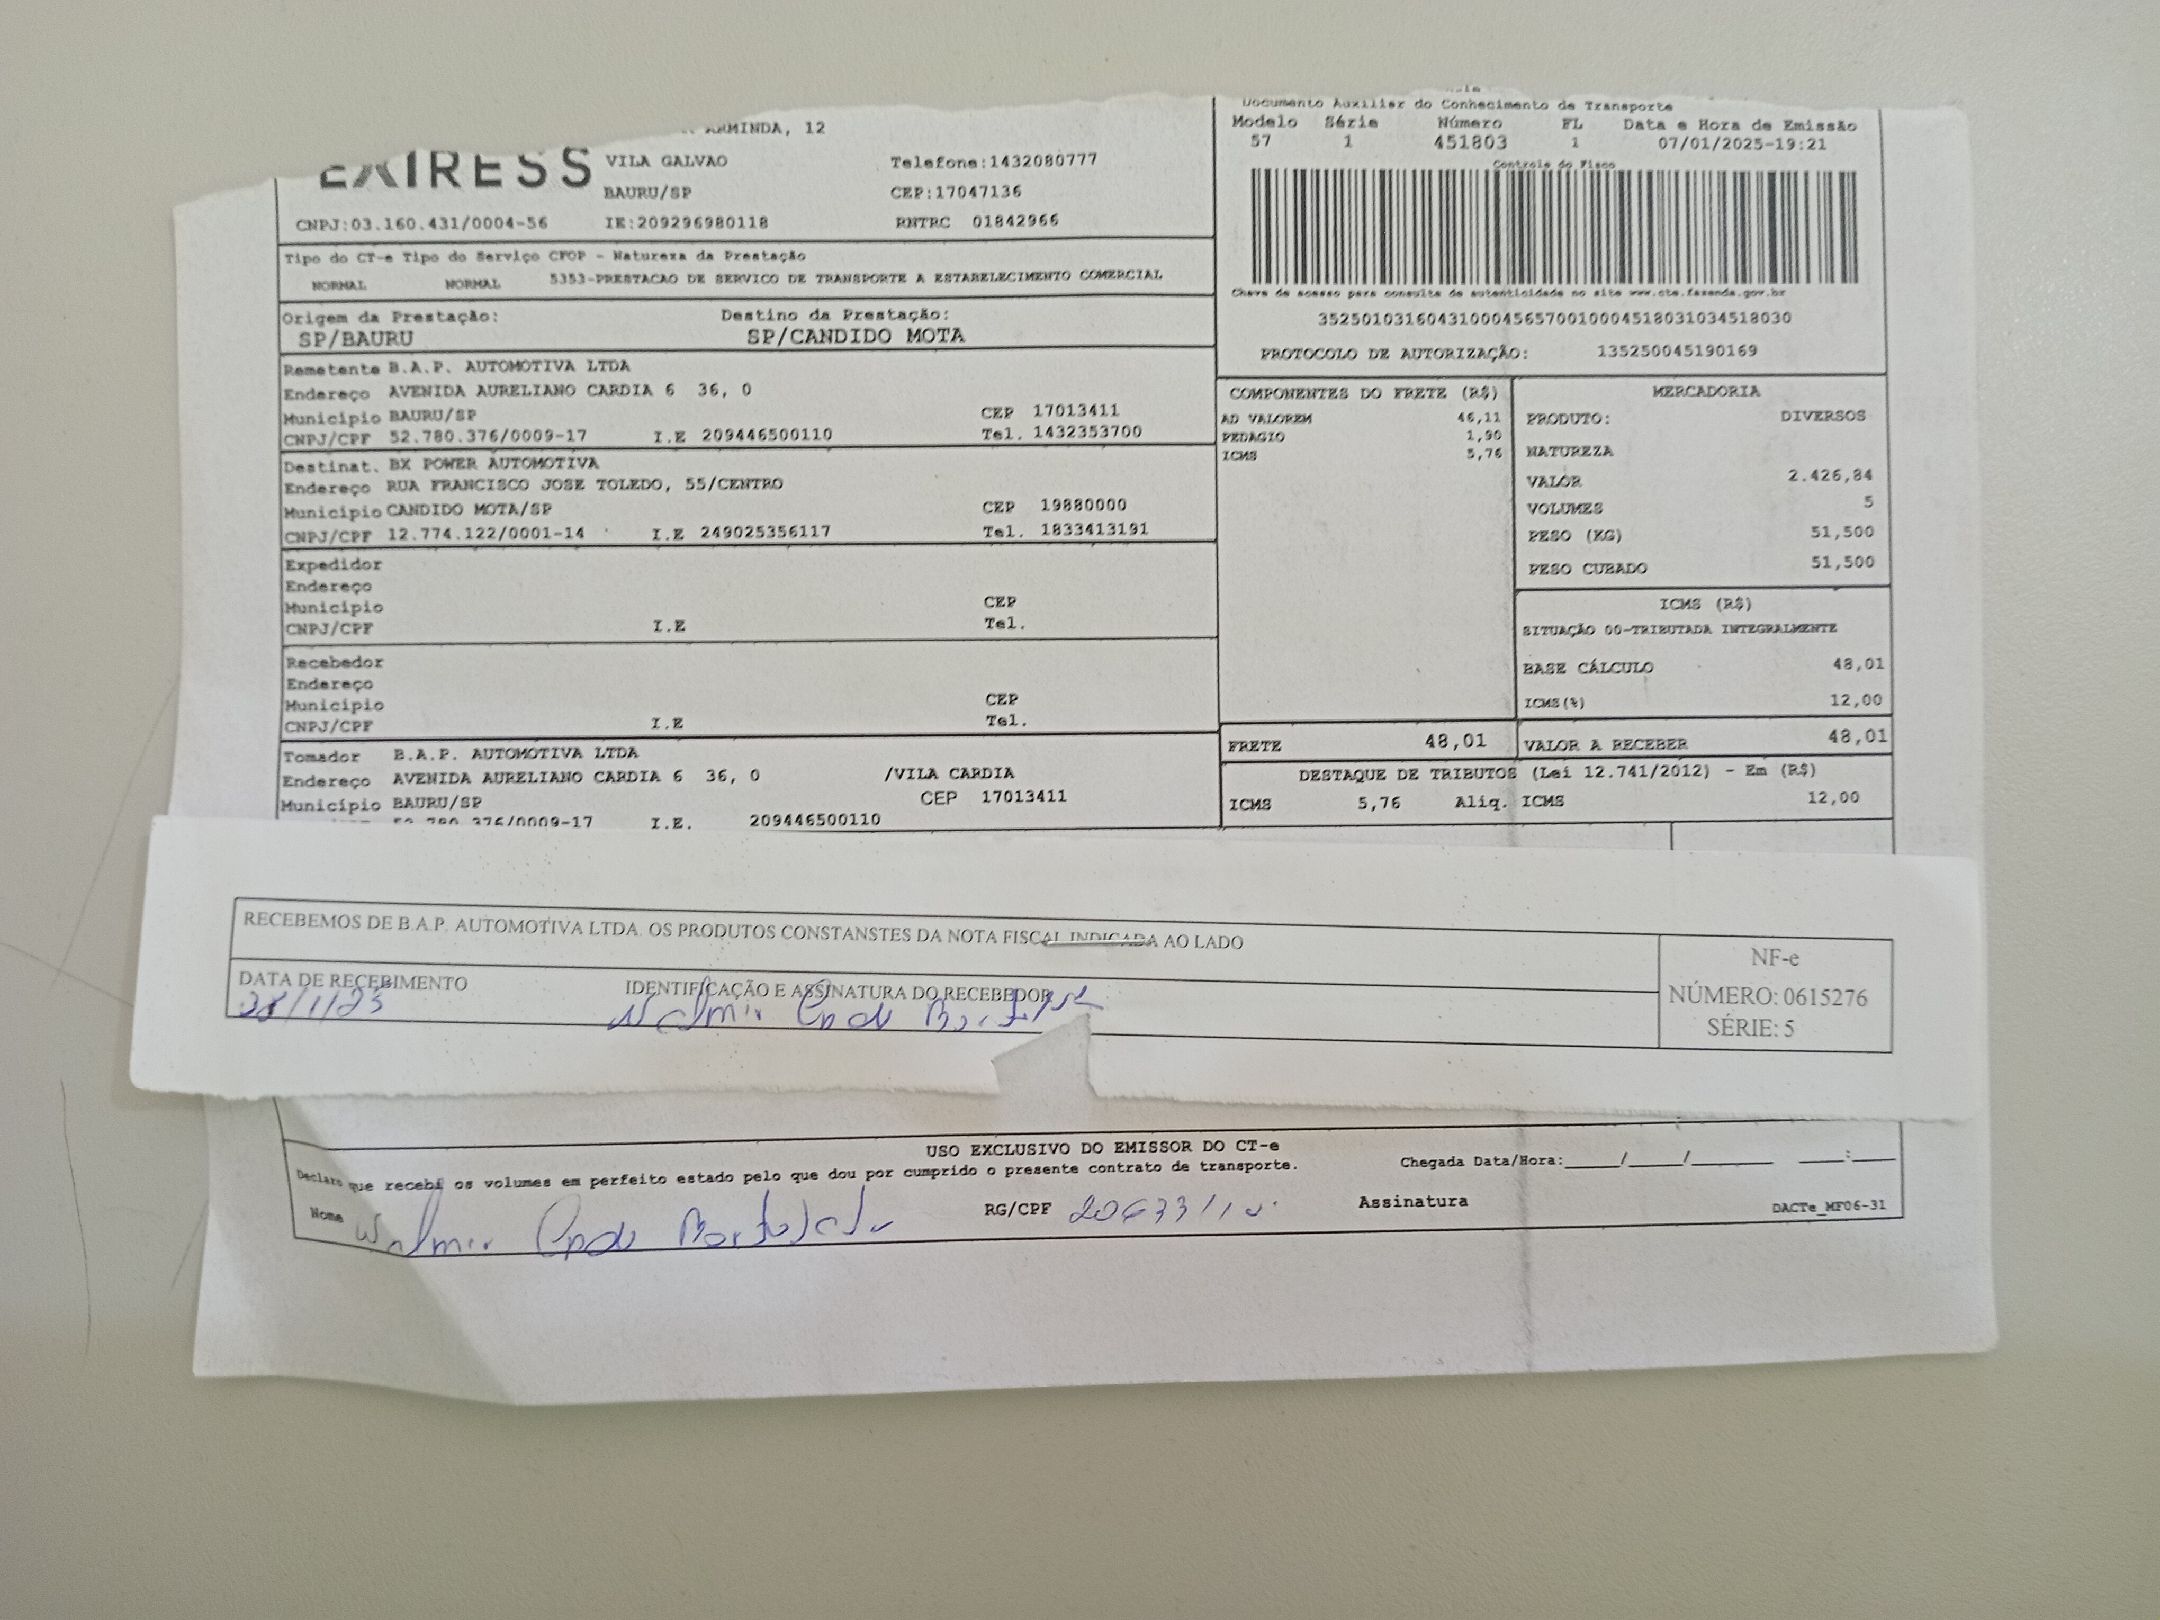 ARMINDA, 12
VILA GALVAO Telefone:1432080777
BAURU/SP CEP:17047136
CNPJ:03.160.431/0004-56 IE:209296980118 RNTRC 01842966
Tipo do CT-e Tipo do Serviço CFOP - Natureza da Prestação
NORMAL NORMAL 5353-PRESTACAO DE SERVICO DE TRANSPORTE A ESTABELECIMENTO COMERCIAL
Origem da Prestação: Destino da Prestação:
SP/BAURU SP/CANDIDO MOTA
Remetente B.A.P. AUTOMOTIVA LTDA
Endereço AVENIDA AURELIANO CARDIA 6 36, 0
Município BAURU/SP CEP 17013411
CNPJ/CPF 52.780.376/0009-17 I.E 209446500110 Tel. 1432353700
Destinat. BX POWER AUTOMOTIVA
Endereço RUA FRANCISCO JOSE TOLEDO, 55/CENTRO
Município CANDIDO MOTA/SP CEP 19880000
CNPJ/CPF 12.774.122/0001-14 I.E 249025356117 Tel. 1833413191
Expedidor
Endereço
Município CEP
CNPJ/CPF I.E Tel.
Recebedor
Endereço
Município CEP
CNPJ/CPF I.E Tel.
Tomador B.A.P. AUTOMOTIVA LTDA
Endereço AVENIDA AURELIANO CARDIA 6 36, 0 /VILA CARDIA
Município BAURU/SP CEP 17013411
52.780.376/0009-17 I.E. 209446500110
Documento Auxiliar do Conhecimento de Transporte
Modelo Série Número FL Data e Hora de Emissão
57 1 451803 1 07/01/2025-19:21
Controle do Fisco
Chave de acesso para consulta de autenticidade no site www.cte.fazenda.gov.br
35250103160431000456570010004518031034518030
PROTOCOLO DE AUTORIZAÇÃO: 135250045190169
COMPONENTES DO FRETE (R$)
AD VALOREM 46,11
PEDAGIO 1,90
ICMS 5,76
MERCADORIA
PRODUTO: DIVERSOS
NATUREZA
VALOR 2.426,84
VOLUMES 5
PESO (KG) 51,500
PESO CUBADO 51,500
ICMS (R$)
SITUAÇÃO 00-TRIBUTADA INTEGRALMENTE
BASE CÁLCULO 48,01
ICMS(%) 12,00
FRETE 48,01 VALOR A RECEBER 48,01
DESTAQUE DE TRIBUTOS (Lei 12.741/2012) - Em (R$)
ICMS 5,76 Aliq. ICMS 12,00
RECEBEMOS DE B.A.P. AUTOMOTIVA LTDA. OS PRODUTOS CONSTANSTES DA NOTA FISCAL INDICADA AO LADO
DATA DE RECEBIMENTO IDENTIFICAÇÃO E ASSINATURA DO RECEBEDOR
NF-e
NÚMERO: 0615276
SÉRIE: 5
USO EXCLUSIVO DO EMISSOR DO CT-e
Declaro que recebi os volumes em perfeito estado pelo que dou por cumprido o presente contrato de transporte.
Chegada Data/Hora:____/____/________ ____:____
Nome RG/CPF Assinatura
DACTe_MF06-31